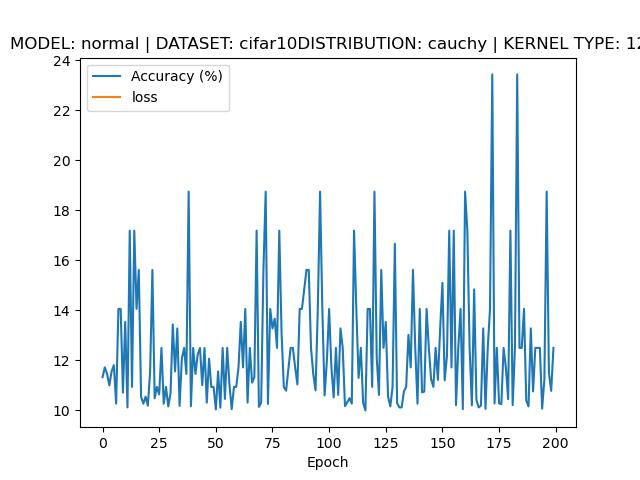 MODEL: normal | DATASET: cifar10DISTRIBUTION: cauchy | KERNEL TYPE: 12
Accuracy (%)
loss
24
22
20
18
16
14
12
10
0 25 50 75 100 125 150 175 200
Epoch